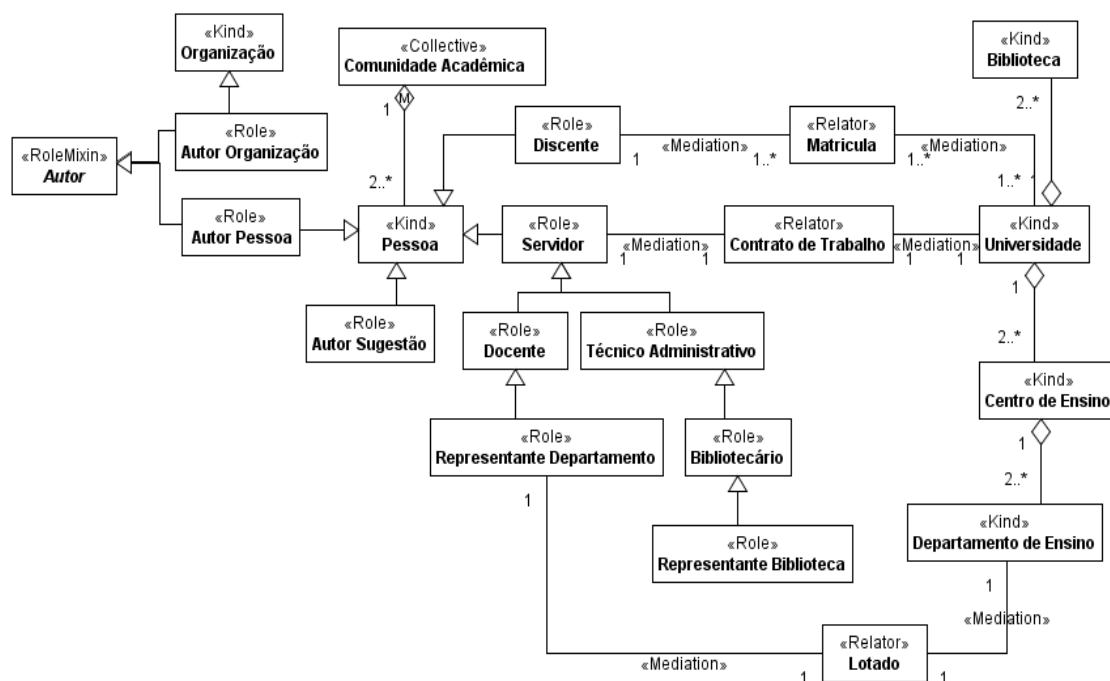 «Kind»
Organização
«Collective»
Comunidade Acadêmica
«Kind»
Biblioteca
1
2..*
«Role»
Autor Organização
«RoleMixin»
Autor
«Role»
Discente
«Mediation»
1
1..*
«Relator»
Matricula
«Mediation»
1..*
1..*
1
2..*
«Role»
Autor Pessoa
«Kind»
Pessoa
«Role»
Servidor
«Mediation»
1
1
«Relator»
Contrato de Trabalho
«Mediation»
1
1
«Kind»
Universidade
1
2..*
«Role»
Autor Sugestão
«Role»
Docente
«Role»
Técnico Administrativo
«Kind»
Centro de Ensino
1
2..*
«Role»
Representante Departamento
1
«Role»
Bibliotecário
«Kind»
Departamento de Ensino
1
«Role»
Representante Biblioteca
«Mediation»
«Mediation»
1
«Relator»
Lotado
1
M